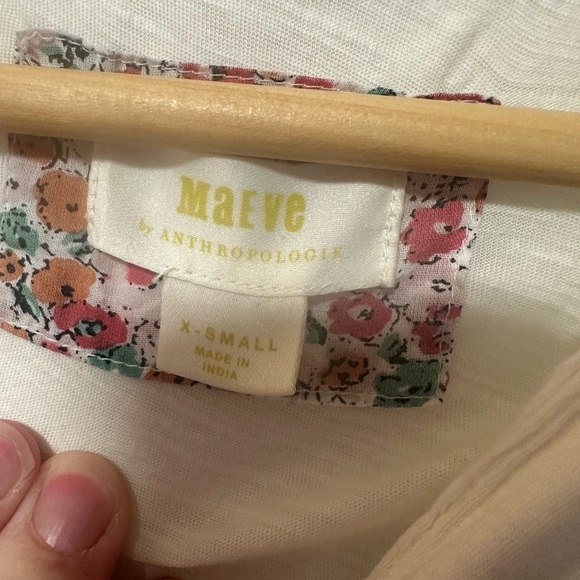 MaEve
by ANTHROPOLOGIE
X-SMALL
MADE IN
INDIA